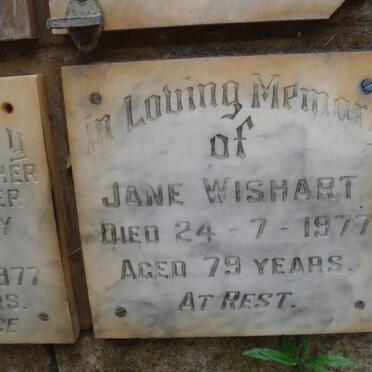 In Loving Memory
of
JANE WISHART
DIED 24 - 7 - 1977
AGED 79 YEARS.
AT REST.